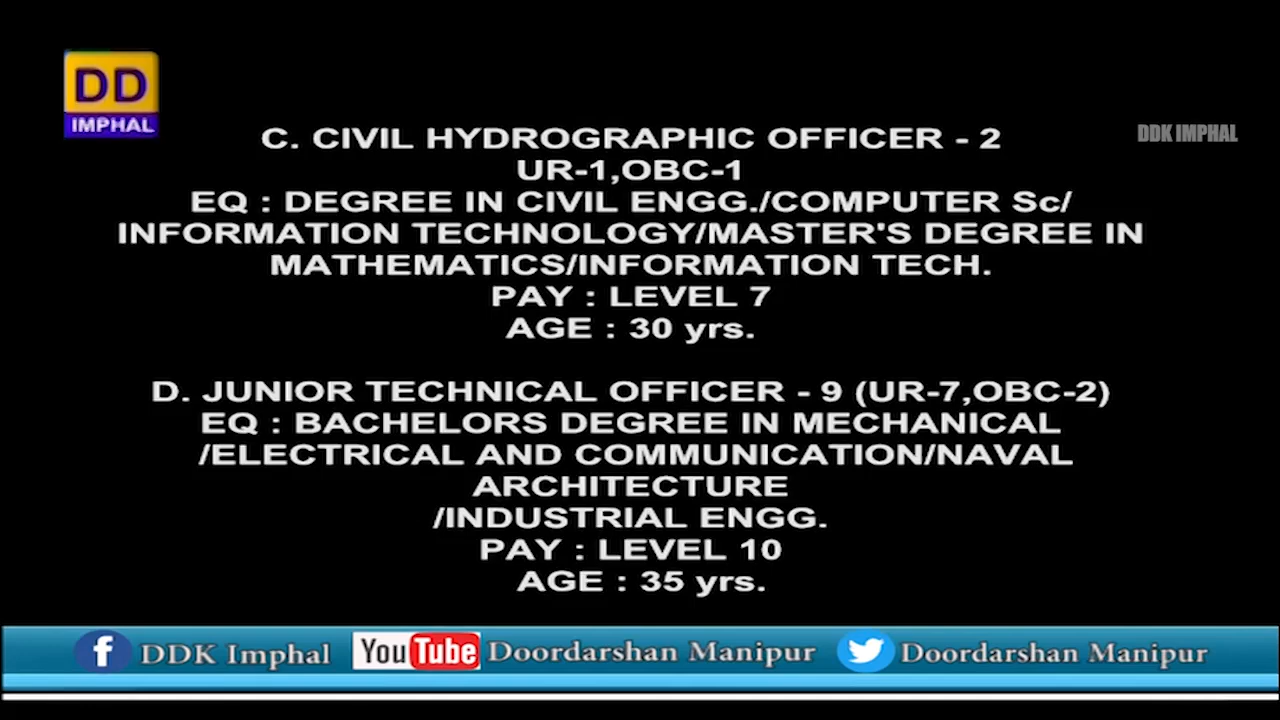 DD
IMPHAL
DDK IMPHAL
C. CIVIL HYDROGRAPHIC OFFICER - 2
UR-1,OBC-1
EQ : DEGREE IN CIVIL ENGG./COMPUTER Sc/
INFORMATION TECHNOLOGY/MASTER'S DEGREE IN
MATHEMATICS/INFORMATION TECH.
PAY : LEVEL 7
AGE : 30 yrs.
D. JUNIOR TECHNICAL OFFICER - 9 (UR-7,OBC-2)
EQ : BACHELORS DEGREE IN MECHANICAL
/ELECTRICAL AND COMMUNICATION/NAVAL
ARCHITECTURE
/INDUSTRIAL ENGG.
PAY : LEVEL 10
AGE : 35 yrs.
f DDK Imphal YouTube Doordarshan Manipur Doordarshan Manipur